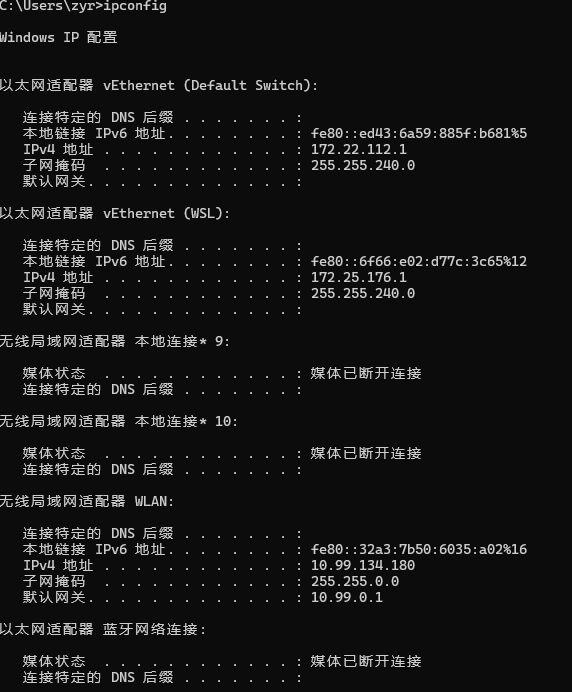 C:\Users\zyr>ipconfig
Windows IP 配置
以太网适配器 vEthernet (Default Switch):
连接特定的 DNS 后缀 . . . . . . . :
本地链接 IPv6 地址. . . . . . . . : fe80::ed43:6a59:885f:b681%5
IPv4 地址 . . . . . . . . . . . . : 172.22.112.1
子网掩码  . . . . . . . . . . . . : 255.255.240.0
默认网关. . . . . . . . . . . . . :
以太网适配器 vEthernet (WSL):
连接特定的 DNS 后缀 . . . . . . . :
本地链接 IPv6 地址. . . . . . . . : fe80::6f66:e02:d77c:3c65%12
IPv4 地址 . . . . . . . . . . . . : 172.25.176.1
子网掩码  . . . . . . . . . . . . : 255.255.240.0
默认网关. . . . . . . . . . . . . :
无线局域网适配器 本地连接* 9:
媒体状态  . . . . . . . . . . . . : 媒体已断开连接
连接特定的 DNS 后缀 . . . . . . . :
无线局域网适配器 本地连接* 10:
媒体状态  . . . . . . . . . . . . : 媒体已断开连接
连接特定的 DNS 后缀 . . . . . . . :
无线局域网适配器 WLAN:
连接特定的 DNS 后缀 . . . . . . . :
本地链接 IPv6 地址. . . . . . . . : fe80::32a3:7b50:6035:a02%16
IPv4 地址 . . . . . . . . . . . . : 10.99.134.180
子网掩码  . . . . . . . . . . . . : 255.255.0.0
默认网关. . . . . . . . . . . . . : 10.99.0.1
以太网适配器 蓝牙网络连接:
媒体状态  . . . . . . . . . . . . : 媒体已断开连接
连接特定的 DNS 后缀 . . . . . . . :